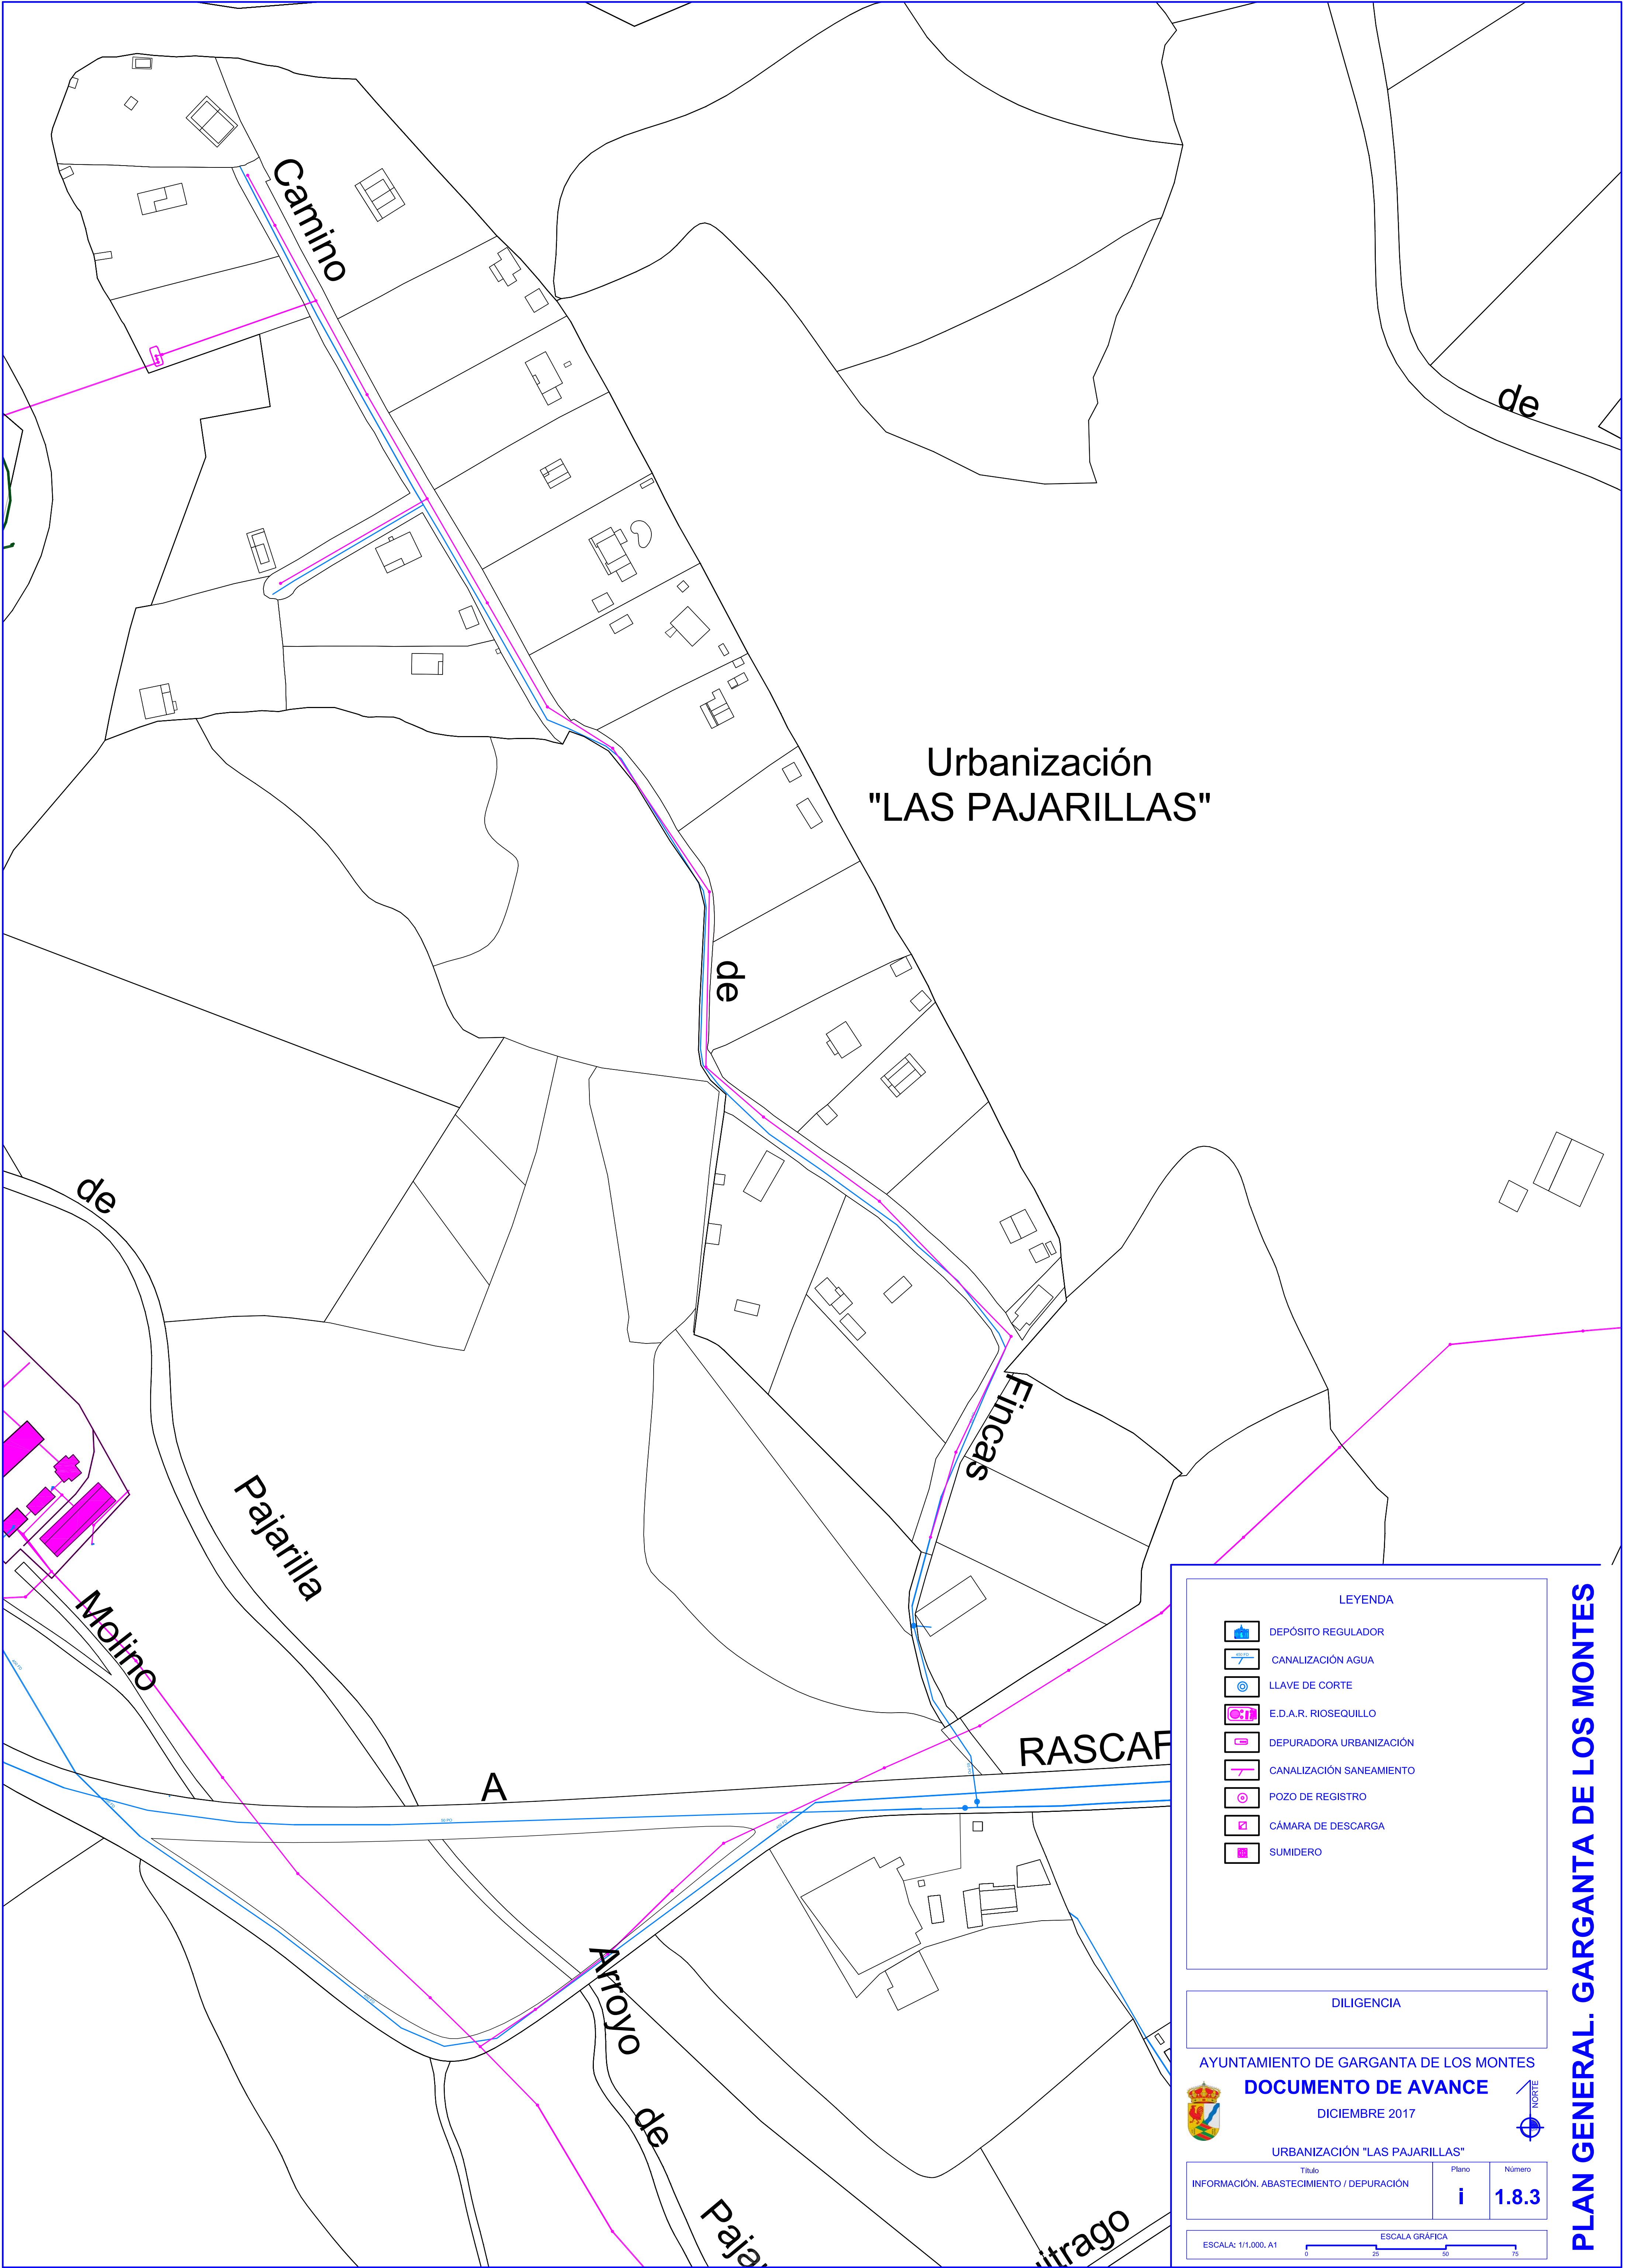 Camino
de
Urbanización
"LAS PAJARILLAS"
de
de
Fincas
Pajarilla
Molino
A
RASCAF
Arroyo
de
Paja
itrago
LEYENDA
DEPÓSITO REGULADOR
CANALIZACIÓN AGUA
LLAVE DE CORTE
E.D.A.R. RIOSEQUILLO
DEPURADORA URBANIZACIÓN
CANALIZACIÓN SANEAMIENTO
POZO DE REGISTRO
CÁMARA DE DESCARGA
SUMIDERO
DILIGENCIA
AYUNTAMIENTO DE GARGANTA DE LOS MONTES
DOCUMENTO DE AVANCE
DICIEMBRE 2017
NORTE
URBANIZACIÓN "LAS PAJARILLAS"
Titulo
INFORMACIÓN. ABASTECIMIENTO / DEPURACIÓN
Plano
i
Número
1.8.3
ESCALA: 1/1.000. A1
ESCALA GRÁFICA
0 25 50 75
PLAN GENERAL. GARGANTA DE LOS MONTES